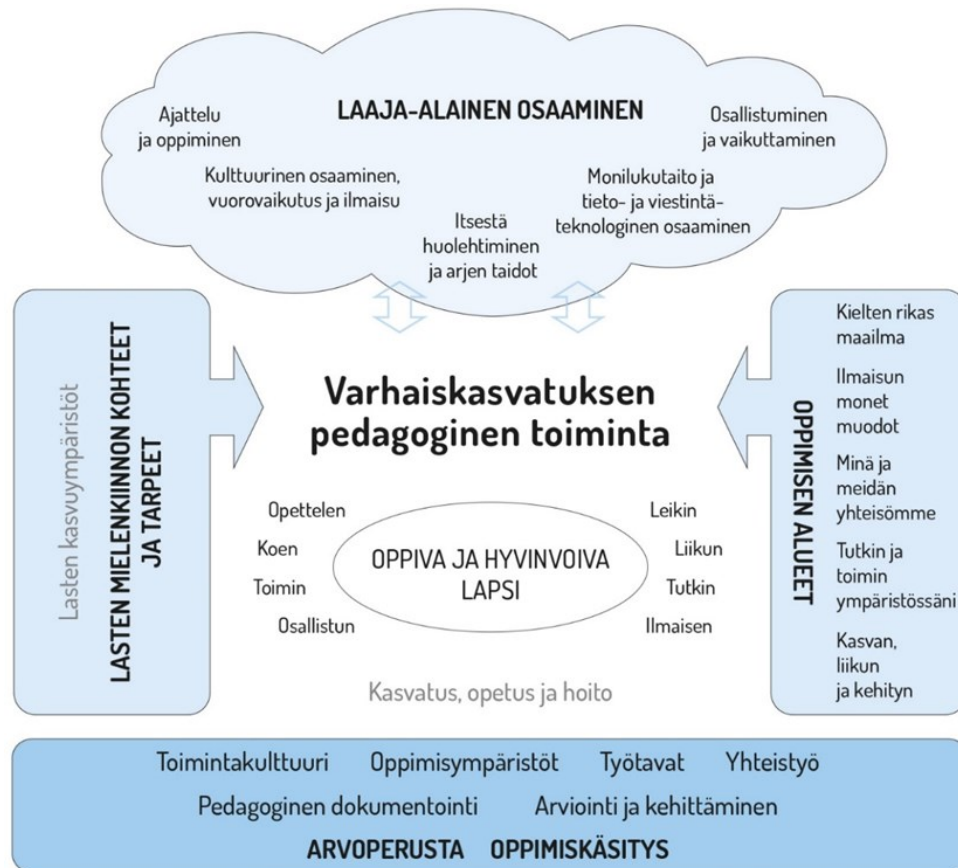 LAAJA-ALAINEN OSAAMINEN
Ajattelu
ja oppiminen
Kulttuurinen osaaminen,
vuorovaikutus ja ilmaisu
Itsestä
huolehtiminen
ja arjen taidot
Monilukutaito ja
tieto- ja viestintä-
teknologinen osaaminen
Osallistuminen
ja vaikuttaminen
Lasten kasvuympäristöt
LASTEN MIELENKIINNON KOHTEET
JA TARPEET
Varhaiskasvatuksen
pedagoginen toiminta
Opettelen
Koen
Toimin
Osallistun
OPPIVA JA HYVINVOIVA
LAPSI
Leikin
Liikun
Tutkin
Ilmaisen
Kasvatus, opetus ja hoito
OPPIMISEN ALUEET
Kielten rikas
maailma
Ilmaisun
monet
muodot
Minä ja
meidän
yhteisömme
Tutkin ja
toimin
ympäristössäni
Kasvan,
liikun
ja kehityn
Toimintakulttuuri Oppimisympäristöt Työtavat Yhteistyö
Pedagoginen dokumentointi Arviointi ja kehittäminen
ARVOPERUSTA OPPIMISKÄSITYS